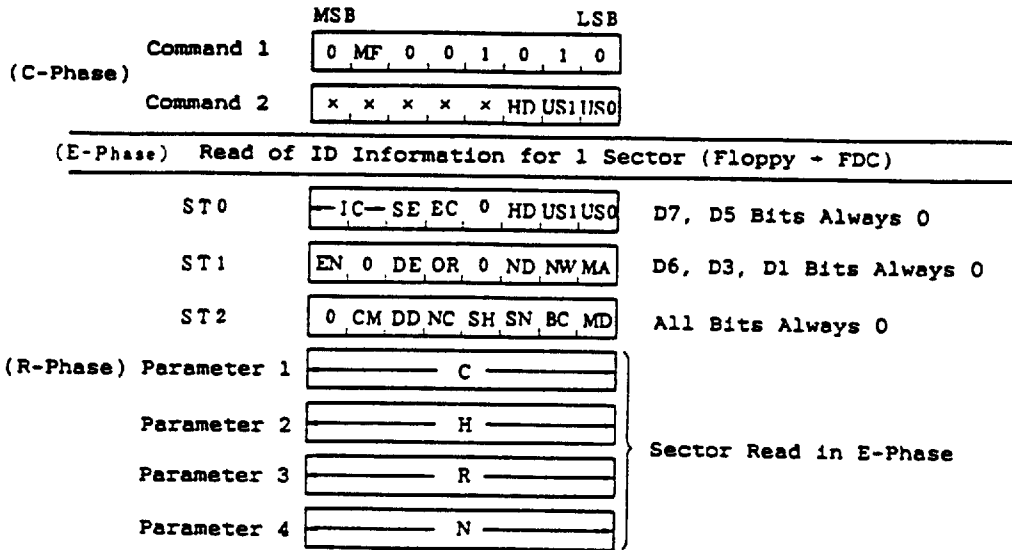 MSB LSB
Command 1 0 MF 0 0 1 0 1 0
(C-Phase)
Command 2 × × × × × HD US1 US0
(E-Phase) Read of ID Information for 1 Sector (Floppy → FDC)
ST0 IC SE EC 0 HD US1 US0 D7, D5 Bits Always 0
ST1 EN 0 DE OR 0 ND NW MA D6, D3, D1 Bits Always 0
ST2 0 CM DD NC SH SN BC MD All Bits Always 0
(R-Phase) Parameter 1 C
Parameter 2 H
Sector Read in E-Phase
Parameter 3 R
Parameter 4 N